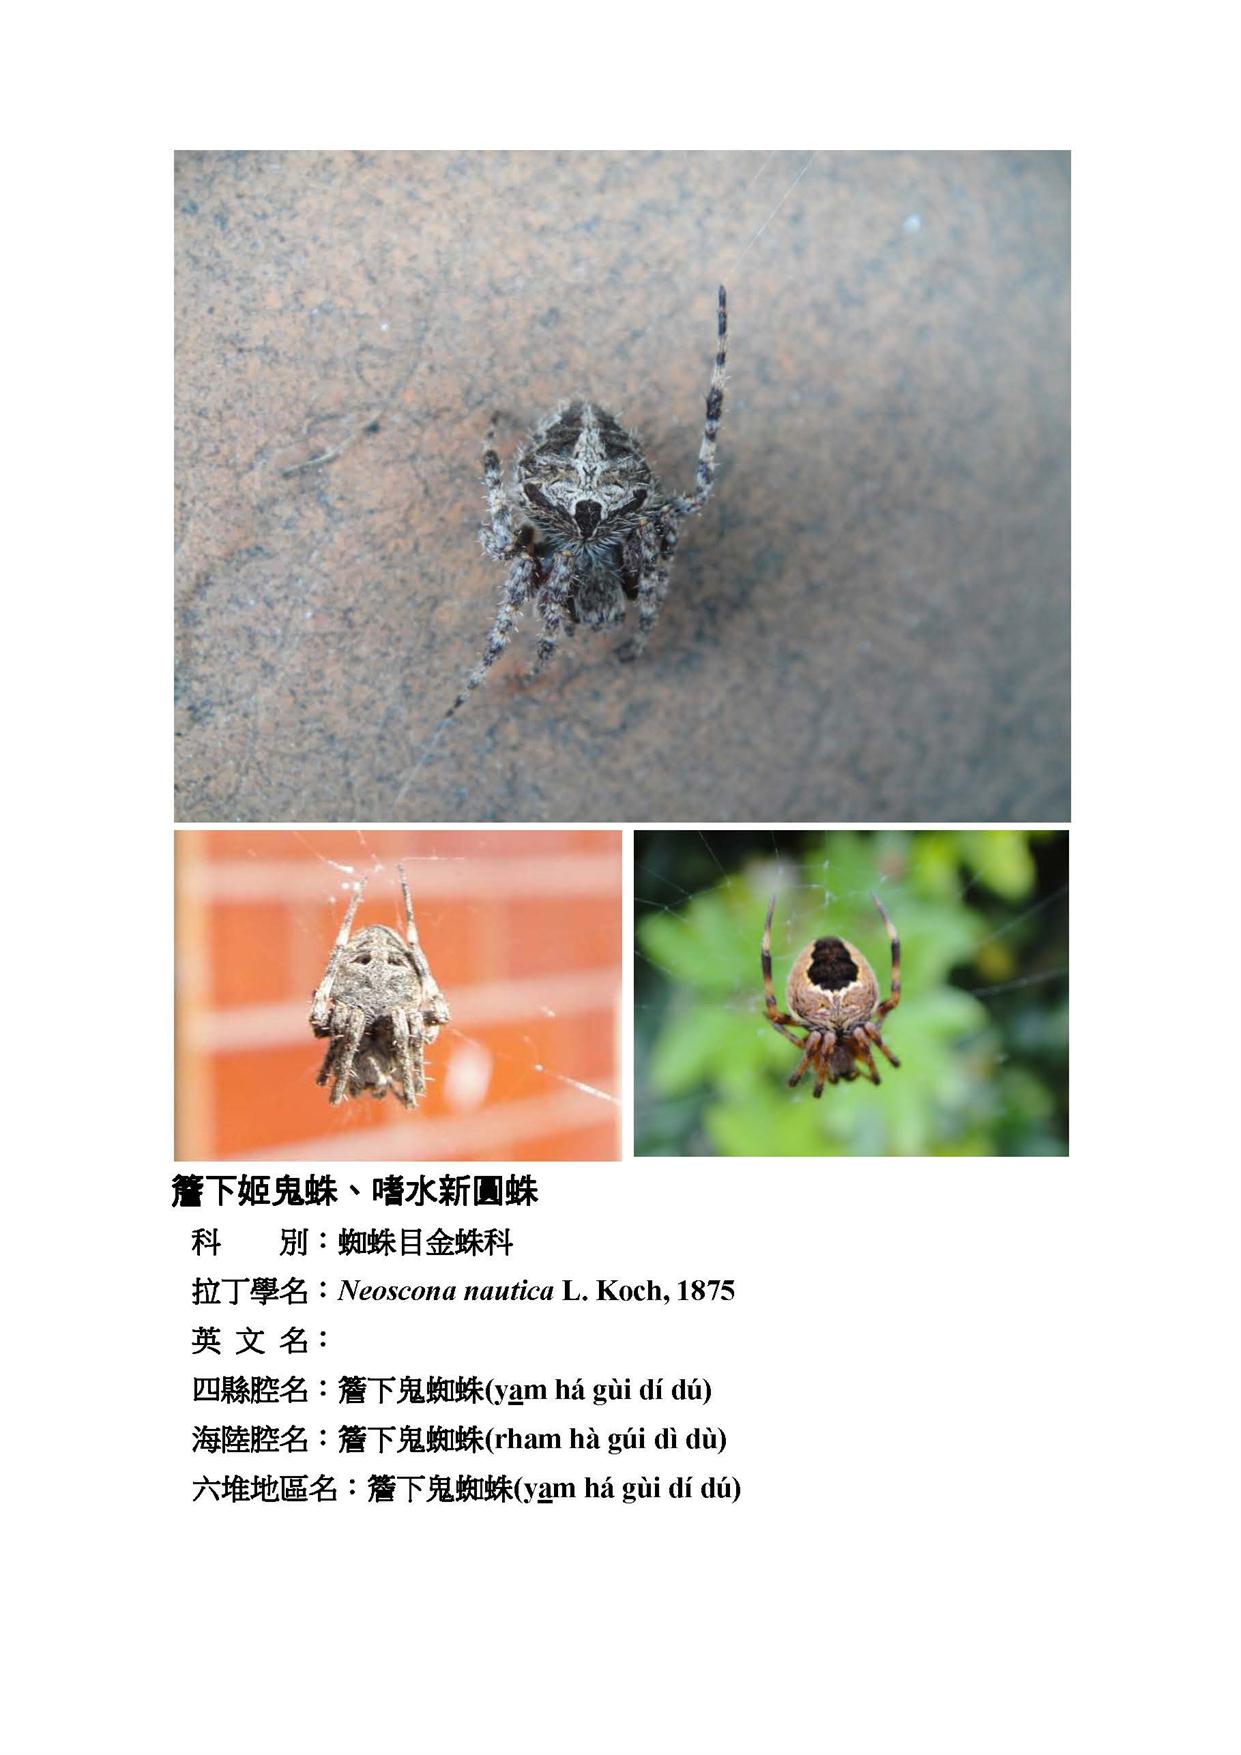 簷下姬鬼蛛、嗜水新圓蛛
科　　別：蜘蛛目金蛛科
拉丁學名：Neoscona nautica L. Koch, 1875
英 文 名：
四縣腔名：簷下鬼蜘蛛(yam há gùi dí dú)
海陸腔名：簷下鬼蜘蛛(rham hà gúi dì dù)
六堆地區名：簷下鬼蜘蛛(yam há gùi dí dú)